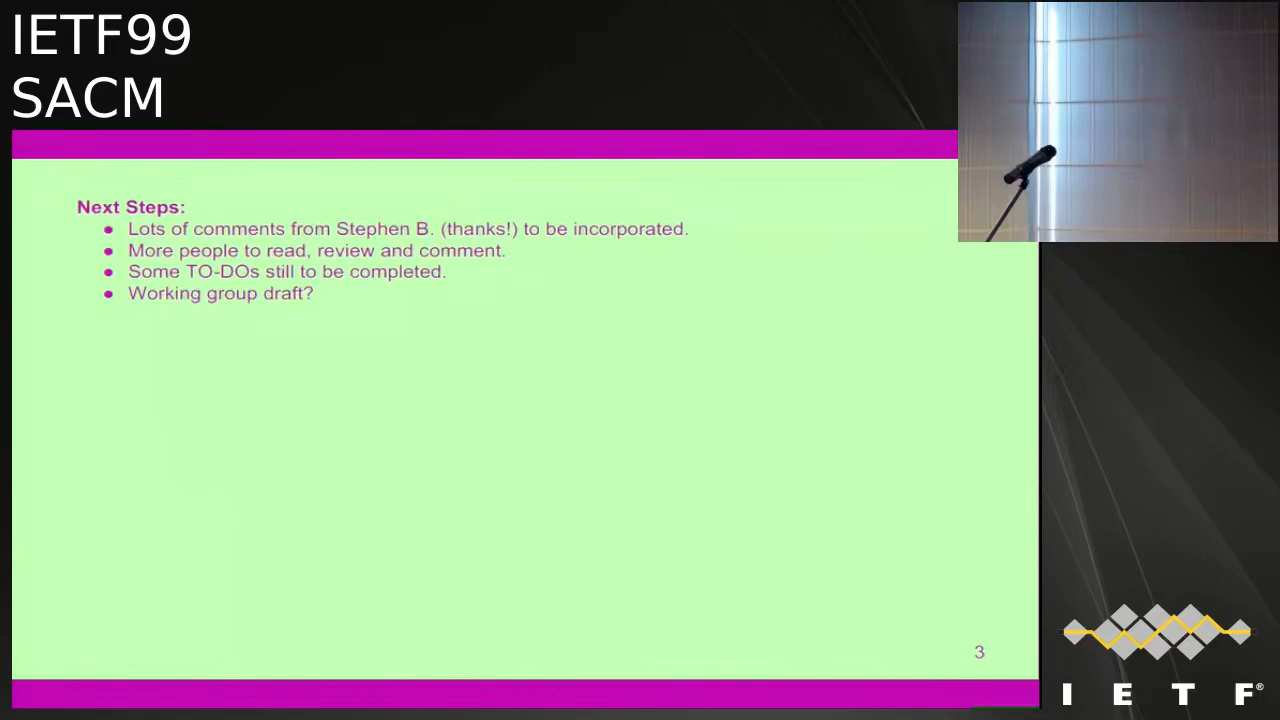 IETF99
SACM
Next Steps:
● Lots of comments from Stephen B. (thanks!) to be incorporated.
● More people to read, review and comment.
● Some TO-DOs still to be completed.
● Working group draft?
3
I E T F®